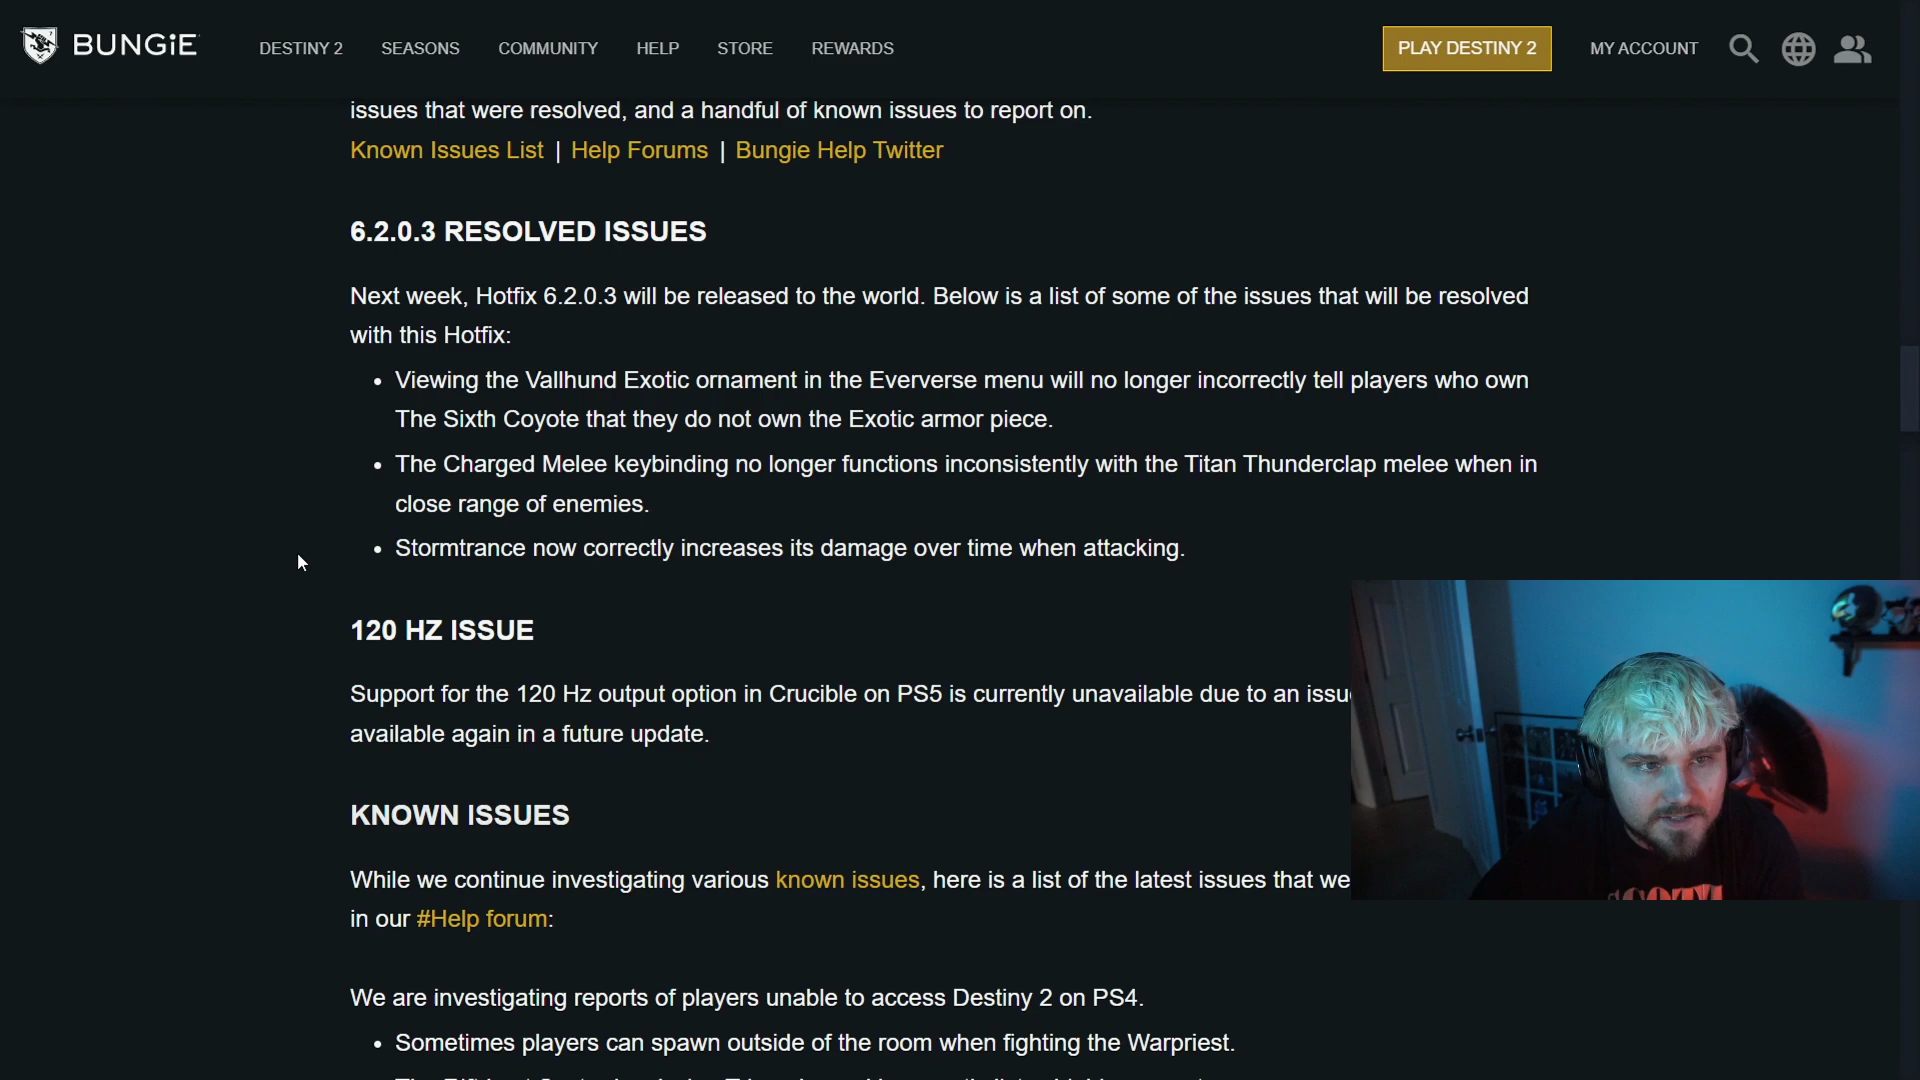 BUNGiE
DESTINY 2 SEASONS COMMUNITY HELP STORE REWARDS
PLAY DESTINY 2 MY ACCOUNT
issues that were resolved, and a handful of known issues to report on.
Known Issues List | Help Forums | Bungie Help Twitter
6.2.0.3 RESOLVED ISSUES
Next week, Hotfix 6.2.0.3 will be released to the world. Below is a list of some of the issues that will be resolved
with this Hotfix:
• Viewing the Vallhund Exotic ornament in the Eververse menu will no longer incorrectly tell players who own
The Sixth Coyote that they do not own the Exotic armor piece.
• The Charged Melee keybinding no longer functions inconsistently with the Titan Thunderclap melee when in
close range of enemies.
• Stormtrance now correctly increases its damage over time when attacking.
120 HZ ISSUE
Support for the 120 Hz output option in Crucible on PS5 is currently unavailable due to an
available again in a future update.
KNOWN ISSUES
While we continue investigating various known issues, here is a list of the latest issues that we
in our #Help forum:
We are investigating reports of players unable to access Destiny 2 on PS4.
• Sometimes players can spawn outside of the room when fighting the Warpriest.